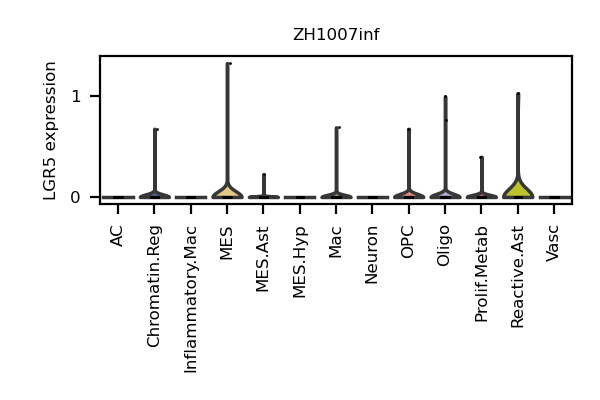 ZH1007inf
LGR5 expression
1
0
AC
Chromatin.Reg
Inflammatory.Mac
MES
MES.Ast
MES.Hyp
Mac
Neuron
OPC
Oligo
Prolif.Metab
Reactive.Ast
Vasc